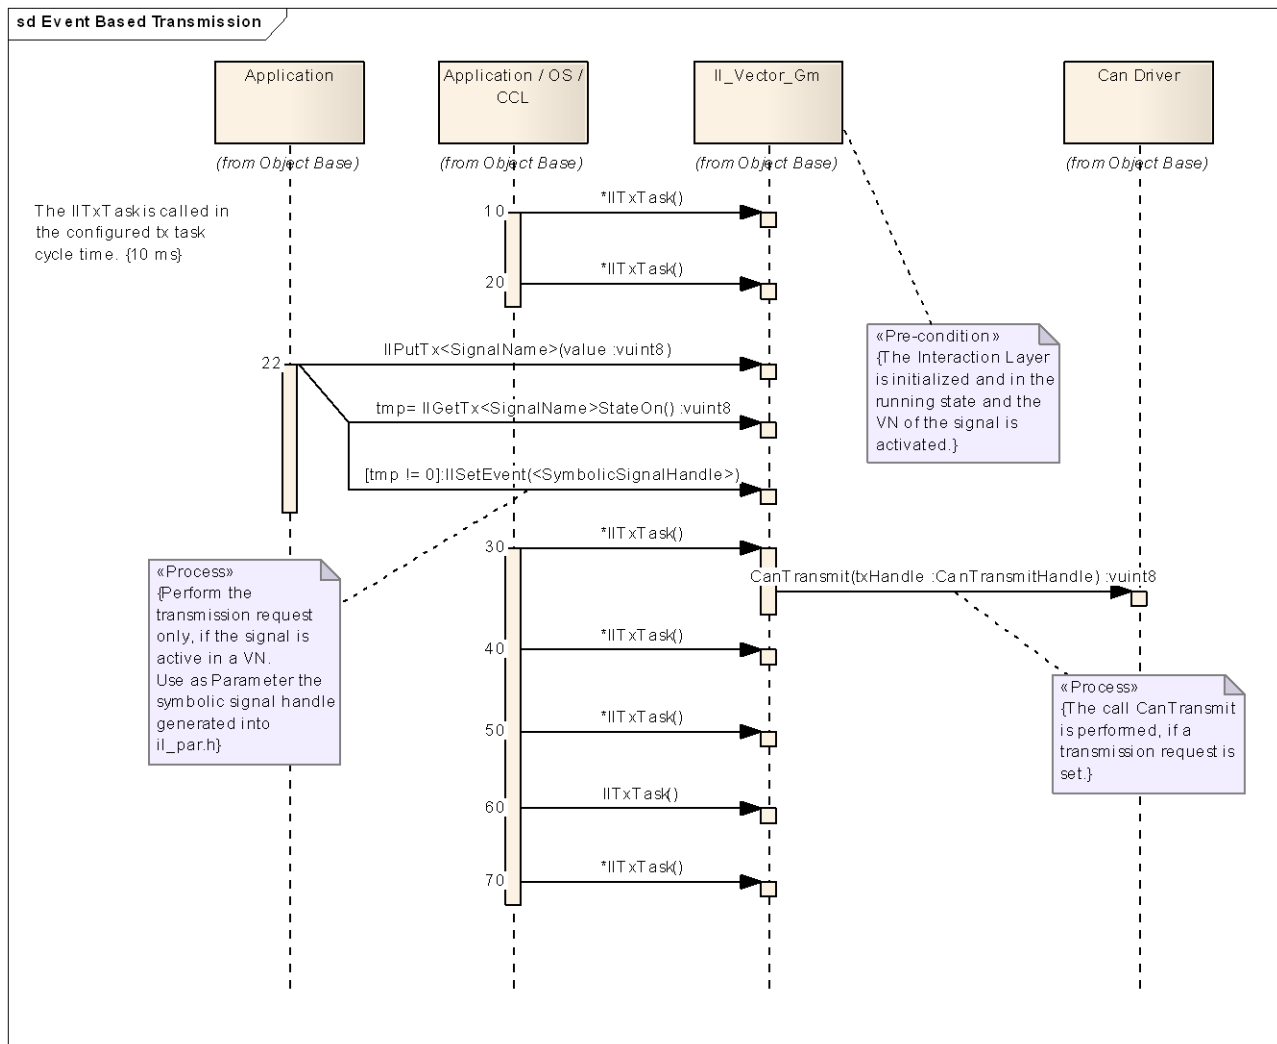 sd Event Based Transmission
Application
Application / OS /
CCL
Il_Vector_Gm
Can Driver
(from Object Base)
(from Object Base)
(from Object Base)
(from Object Base)
The IlTxTask is called in
the configured tx task
cycle time. {10 ms}
10
*IlTxTask()
20
*IlTxTask()
«Pre-condition»
{The Interaction Layer
is initialized and in the
running state and the
VN of the signal is
activated.}
22
IlPutTx<SignalName>(value :vuint8)
tmp= IlGetTx<SignalName>StateOn() :vuint8
[tmp != 0]:IlSetEvent(<SymbolicSignalHandle>)
30
*IlTxTask()
«Process»
{Perform the
transmission request
only, if the signal is
active in a VN.
Use as Parameter the
symbolic signal handle
generated into
il_par.h}
CanTransmit(txHandle :CanTransmitHandle) :vuint8
40
*IlTxTask()
«Process»
{The call CanTransmit
is performed, if a
transmission request is
set.}
50
*IlTxTask()
60
IlTxTask()
70
*IlTxTask()